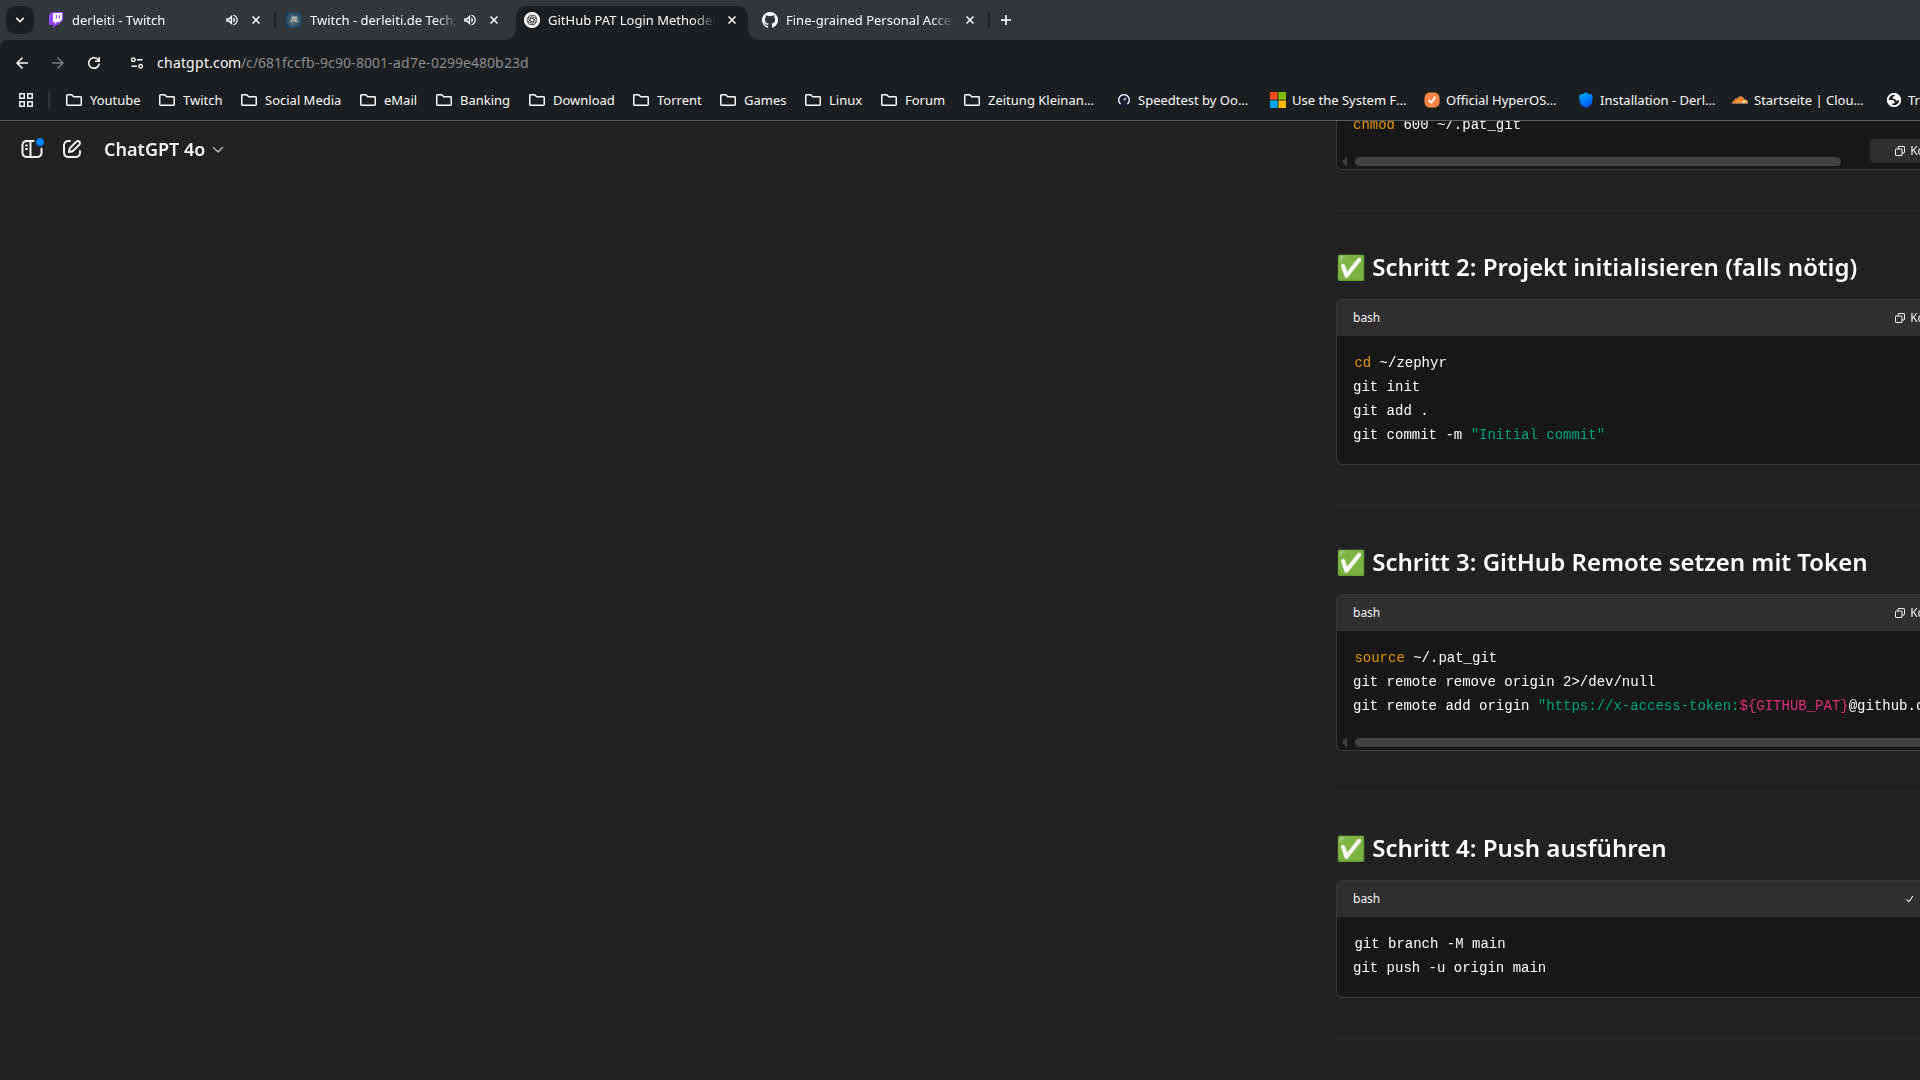 derleiti - Twitch
Twitch - derleiti.de Tech
GitHub PAT Login Methode
Fine-grained Personal Acce
chatgpt.com/c/681fccfb-9c90-8001-ad7e-0299e480b23d
Youtube Twitch Social Media eMail Banking Download Torrent Games Linux Forum Zeitung Kleinan... Speedtest by Oo... Use the System F... Official HyperOS... Installation - Derl... Startseite | Clou... Tr
ChatGPT 4o
chmod 600 ~/.pat_git
Ko
✅ Schritt 2: Projekt initialisieren (falls nötig)
bash Ko
cd ~/zephyr
git init
git add .
git commit -m "Initial commit"
✅ Schritt 3: GitHub Remote setzen mit Token
bash Ko
source ~/.pat_git
git remote remove origin 2>/dev/null
git remote add origin "https://x-access-token:${GITHUB_PAT}@github.c
✅ Schritt 4: Push ausführen
bash
git branch -M main
git push -u origin main